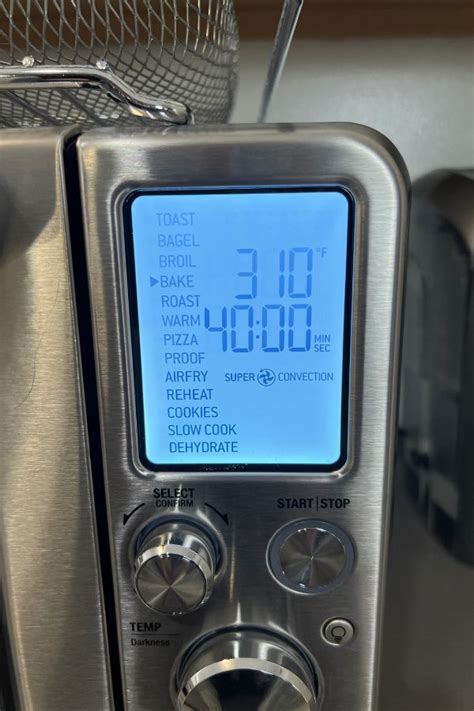 TOAST
BAGEL
BROIL
BAKE
ROAST
WARM
PIZZA
PROOF
AIRFRY
REHEAT
COOKIES
SLOW COOK
DEHYDRATE
310°F
40:00 MIN SEC
SUPER CONVECTION
SELECT
CONFIRM
START|STOP
TEMP
Darkness